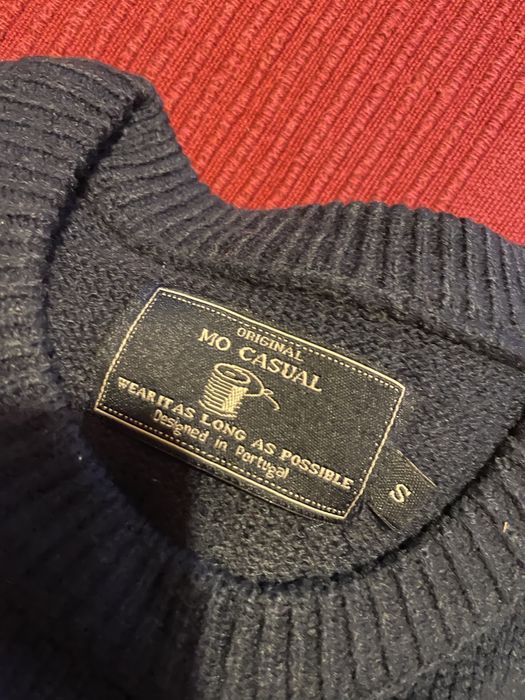 ORIGINAL
MO CASUAL
WEAR IT AS LONG AS POSSIBLE
Designed in Portugal
S